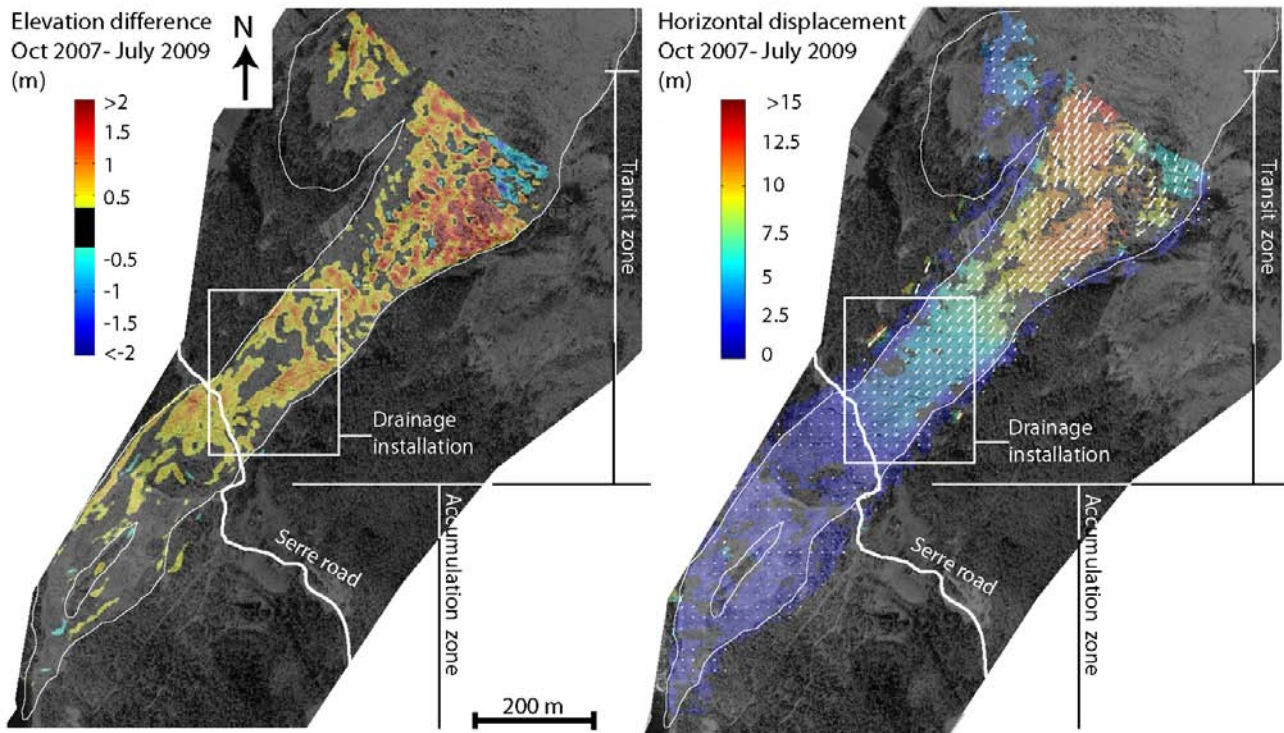 Elevation difference
Oct 2007- July 2009
(m)
N
>2
1.5
1
0.5
-0.5
-1
-1.5
<-2
Transit zone
Drainage
installation
Accumulation zone
Serre road
200 m
Horizontal displacement
Oct 2007- July 2009
(m)
>15
12.5
10
7.5
5
2.5
0
Transit zone
Drainage
installation
Accumulation zone
Serre road